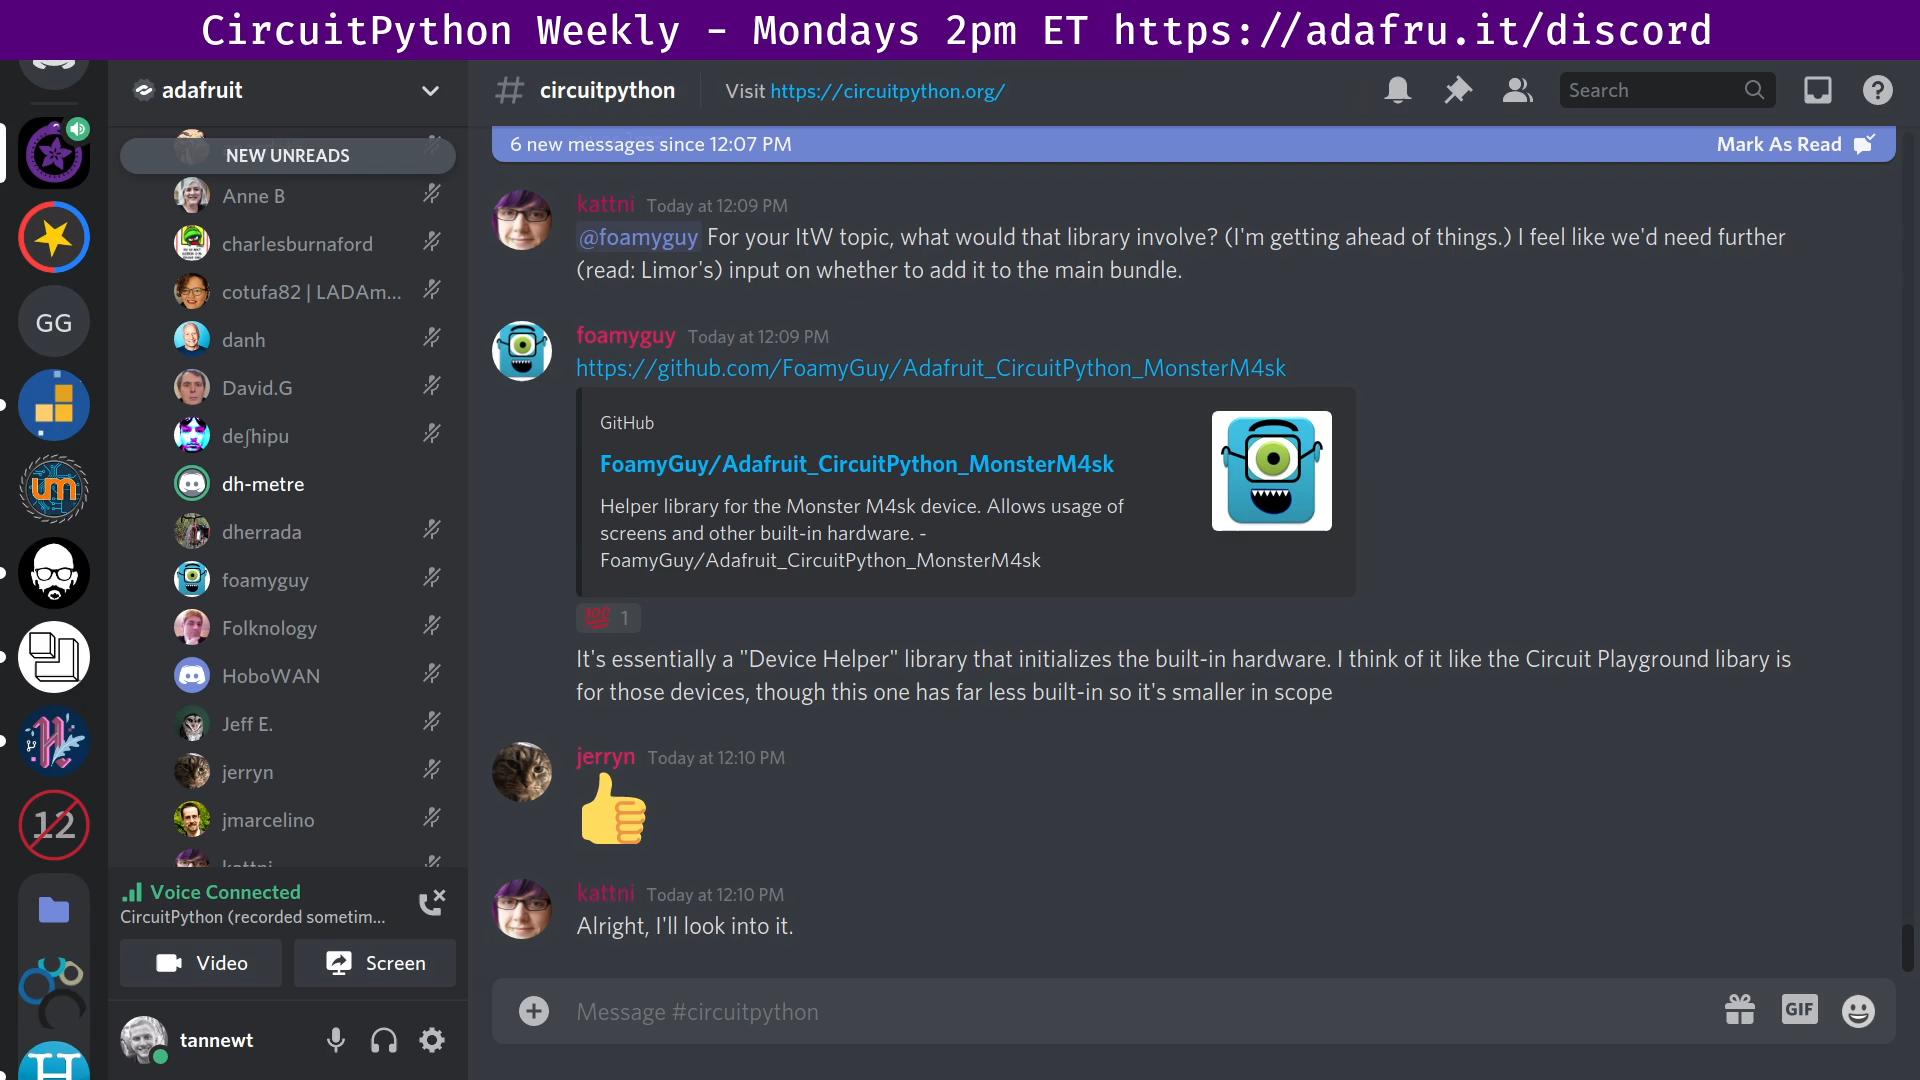 CircuitPython Weekly - Mondays 2pm ET https://adafru.it/discord
adafruit
circuitpython
Visit https://circuitpython.org/
Search
NEW UNREADS
6 new messages since 12:07 PM
Mark As Read
GG
12
Anne B
charlesburnaford
cotufa82 | LADAm...
danh
David.G
deʃhipu
dh-metre
dherrada
foamyguy
Folknology
HoboWAN
Jeff E.
jerryn
jmarcelino
kattni
Voice Connected
CircuitPython (recorded sometim...
Video
Screen
tannewt
kattni Today at 12:09 PM
@foamyguy For your ItW topic, what would that library involve? (I'm getting ahead of things.) I feel like we'd need further
(read: Limor's) input on whether to add it to the main bundle.
foamyguy Today at 12:09 PM
https://github.com/FoamyGuy/Adafruit_CircuitPython_MonsterM4sk
GitHub
FoamyGuy/Adafruit_CircuitPython_MonsterM4sk
Helper library for the Monster M4sk device. Allows usage of
screens and other built-in hardware. -
FoamyGuy/Adafruit_CircuitPython_MonsterM4sk
100 1
It's essentially a "Device Helper" library that initializes the built-in hardware. I think of it like the Circuit Playground libary is
for those devices, though this one has far less built-in so it's smaller in scope
jerryn Today at 12:10 PM
kattni Today at 12:10 PM
Alright, I'll look into it.
Message #circuitpython
GIF